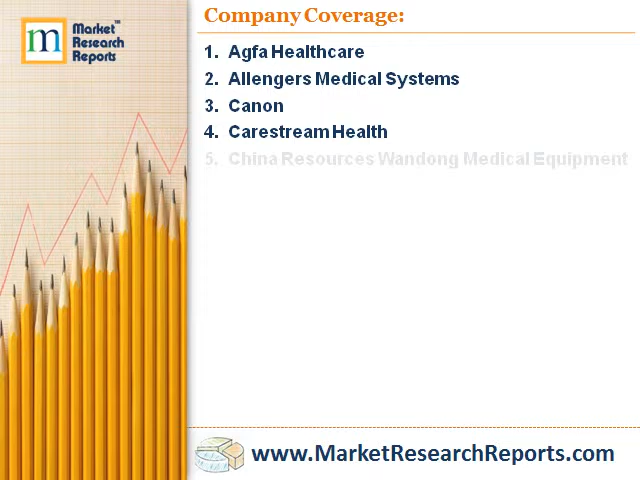 m
Market
Research
Reports
™
Company Coverage:
1. Agfa Healthcare
2. Allengers Medical Systems
3. Canon
4. Carestream Health
5. China Resources Wandong Medical Equipment
www.MarketResearchReports.com